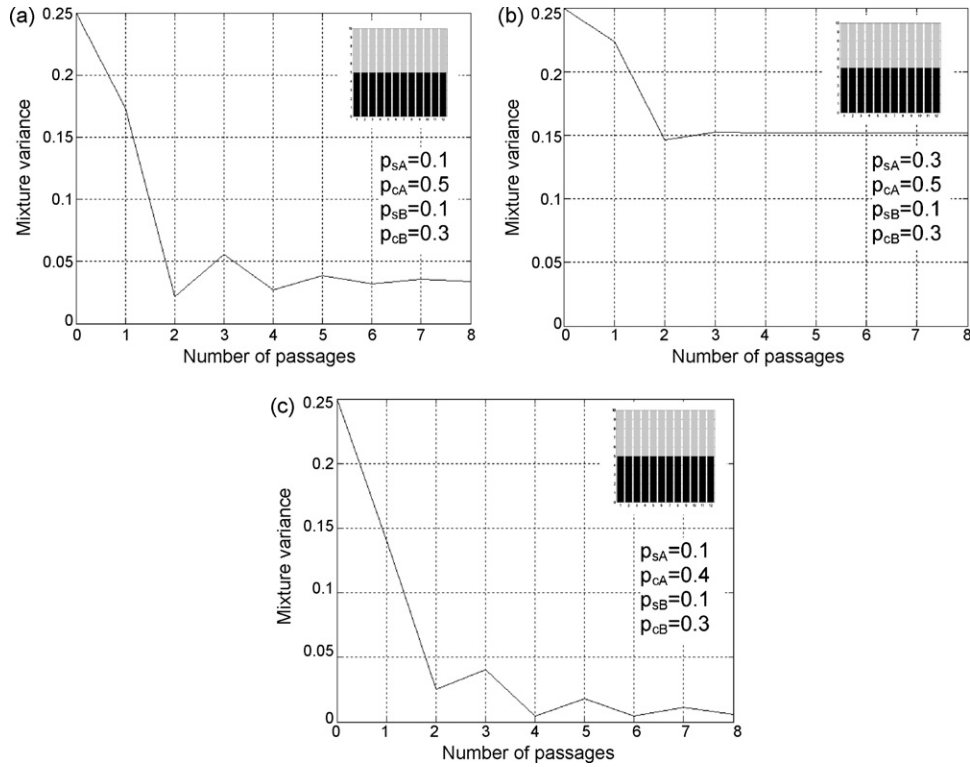 (a)
0.25
0.2
0.15
0.1
0.05
0
Mixture variance
p_sA=0.1
p_cA=0.5
p_sB=0.1
p_cB=0.3
0 1 2 3 4 5 6 7 8
Number of passages
(b)
0.25
0.2
0.15
0.1
0.05
0
Mixture variance
p_sA=0.3
p_cA=0.5
p_sB=0.1
p_cB=0.3
0 1 2 3 4 5 6 7 8
Number of passages
(c)
0.25
0.2
0.15
0.1
0.05
0
Mixture variance
p_sA=0.1
p_cA=0.4
p_sB=0.1
p_cB=0.3
0 1 2 3 4 5 6 7 8
Number of passages